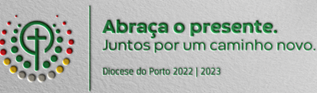 Abraça o presente.
Juntos por um caminho novo.
Diocese do Porto 2022 | 2023